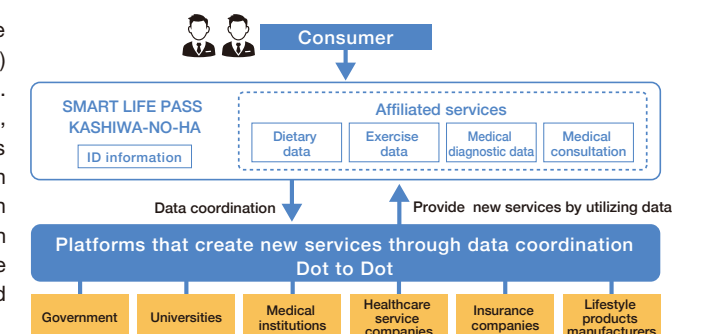 e
)
.
,
s
n
n
n
e
d
Consumer
SMART LIFE PASS
KASHIWA-NO-HA
ID information
Affiliated services
Dietary
data
Exercise
data
Medical
diagnostic data
Medical
consultation
Data coordination
Provide new services by utilizing data
Platforms that create new services through data coordination
Dot to Dot
Government
Universities
Medical
institutions
Healthcare
service
companies
Insurance
companies
Lifestyle
products
manufacturers